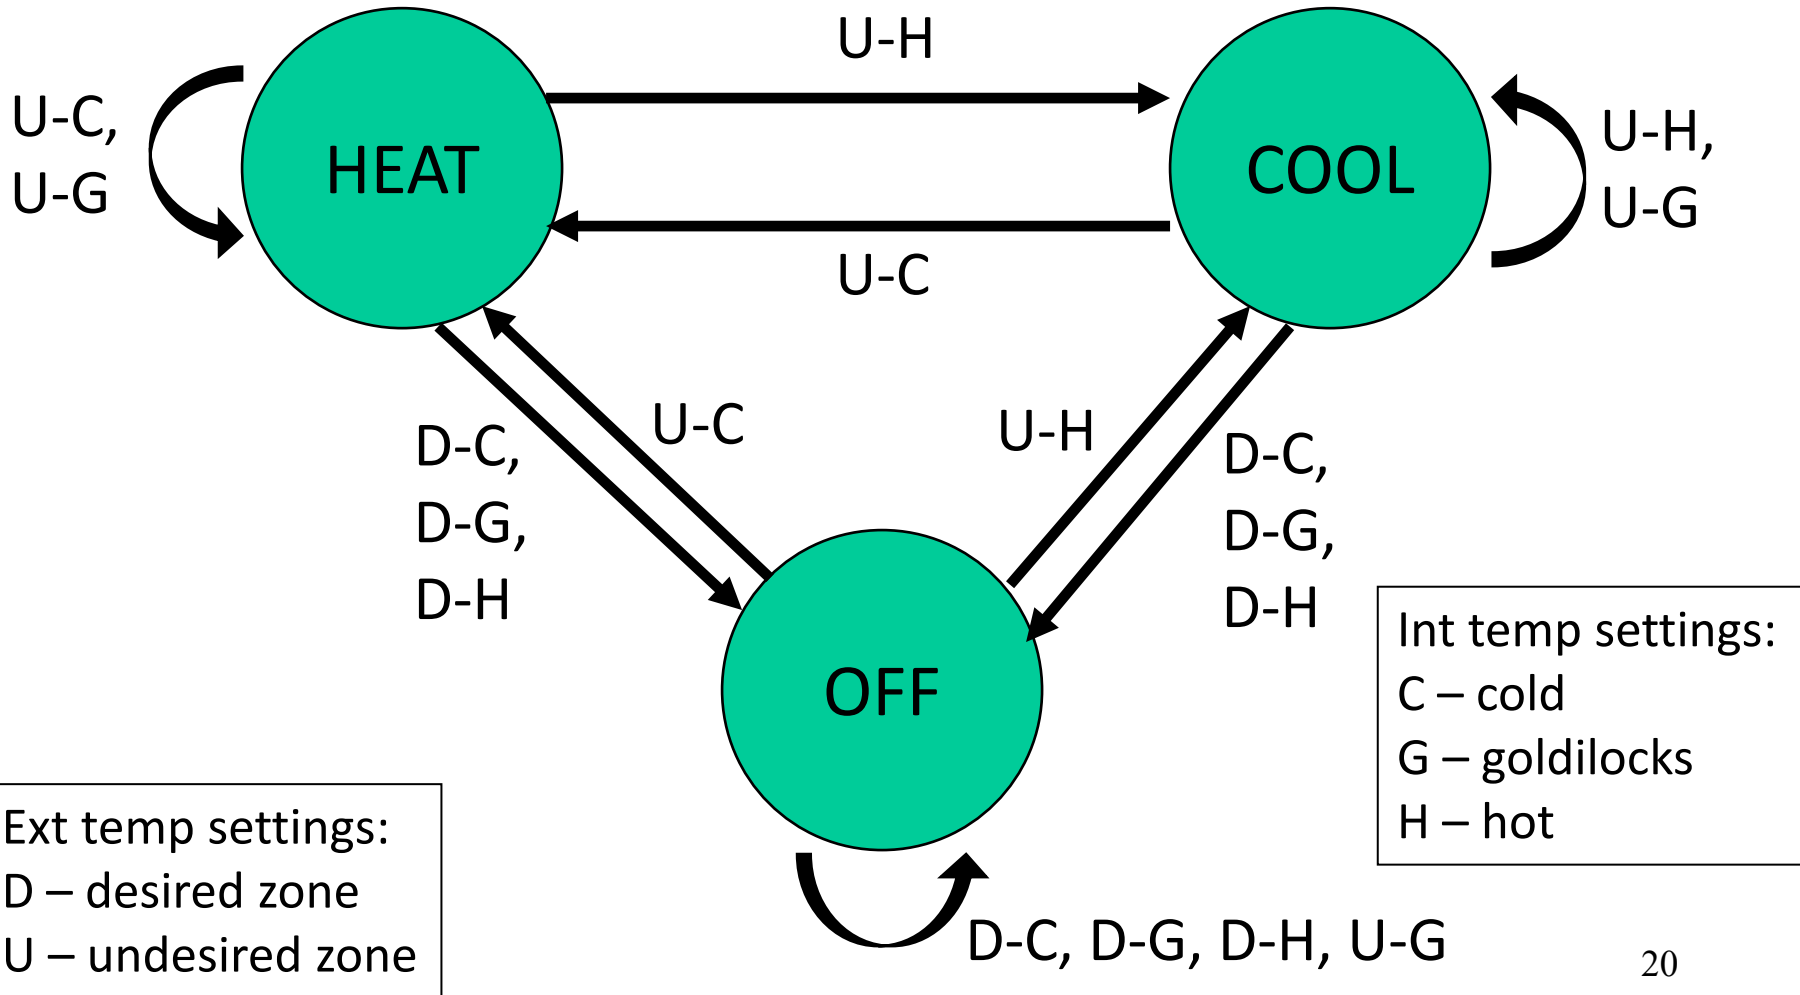 U-H
U-C,
U-G
HEAT
COOL
U-H,
U-G
U-C
U-C
D-C,
D-G,
D-H
U-H
D-C,
D-G,
D-H
OFF
Int temp settings:
C – cold
G – goldilocks
H – hot
Ext temp settings:
D – desired zone
U – undesired zone
D-C, D-G, D-H, U-G
20